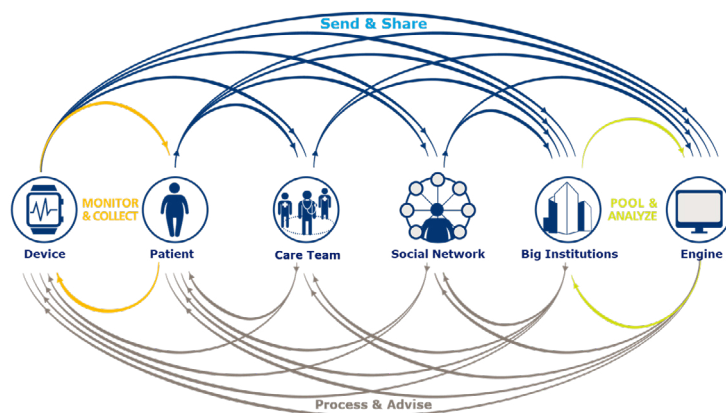 Send & Share
MONITOR
& COLLECT
POOL &
ANALYZE
Device
Patient
Care Team
Social Network
Big Institutions
Engine
Process & Advise